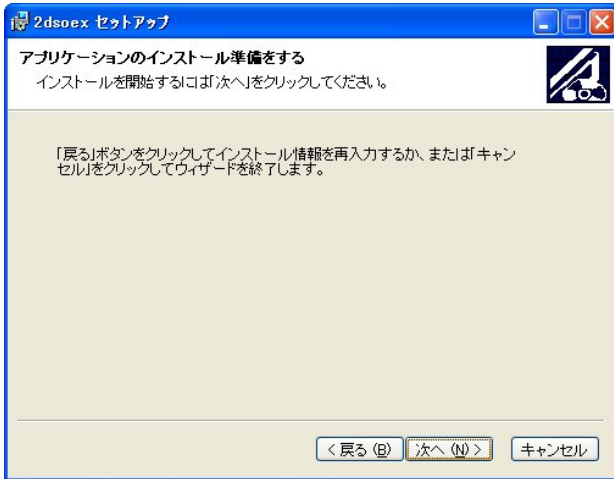 2dsoex セットアップ
アプリケーションのインストール準備をする
インストールを開始するには「次へ」をクリックしてください。
「戻る」ボタンをクリックしてインストール情報を再入力するか、または「キャン
セル」をクリックしてウィザードを終了します。
< 戻る (B) 次へ (N) > キャンセル